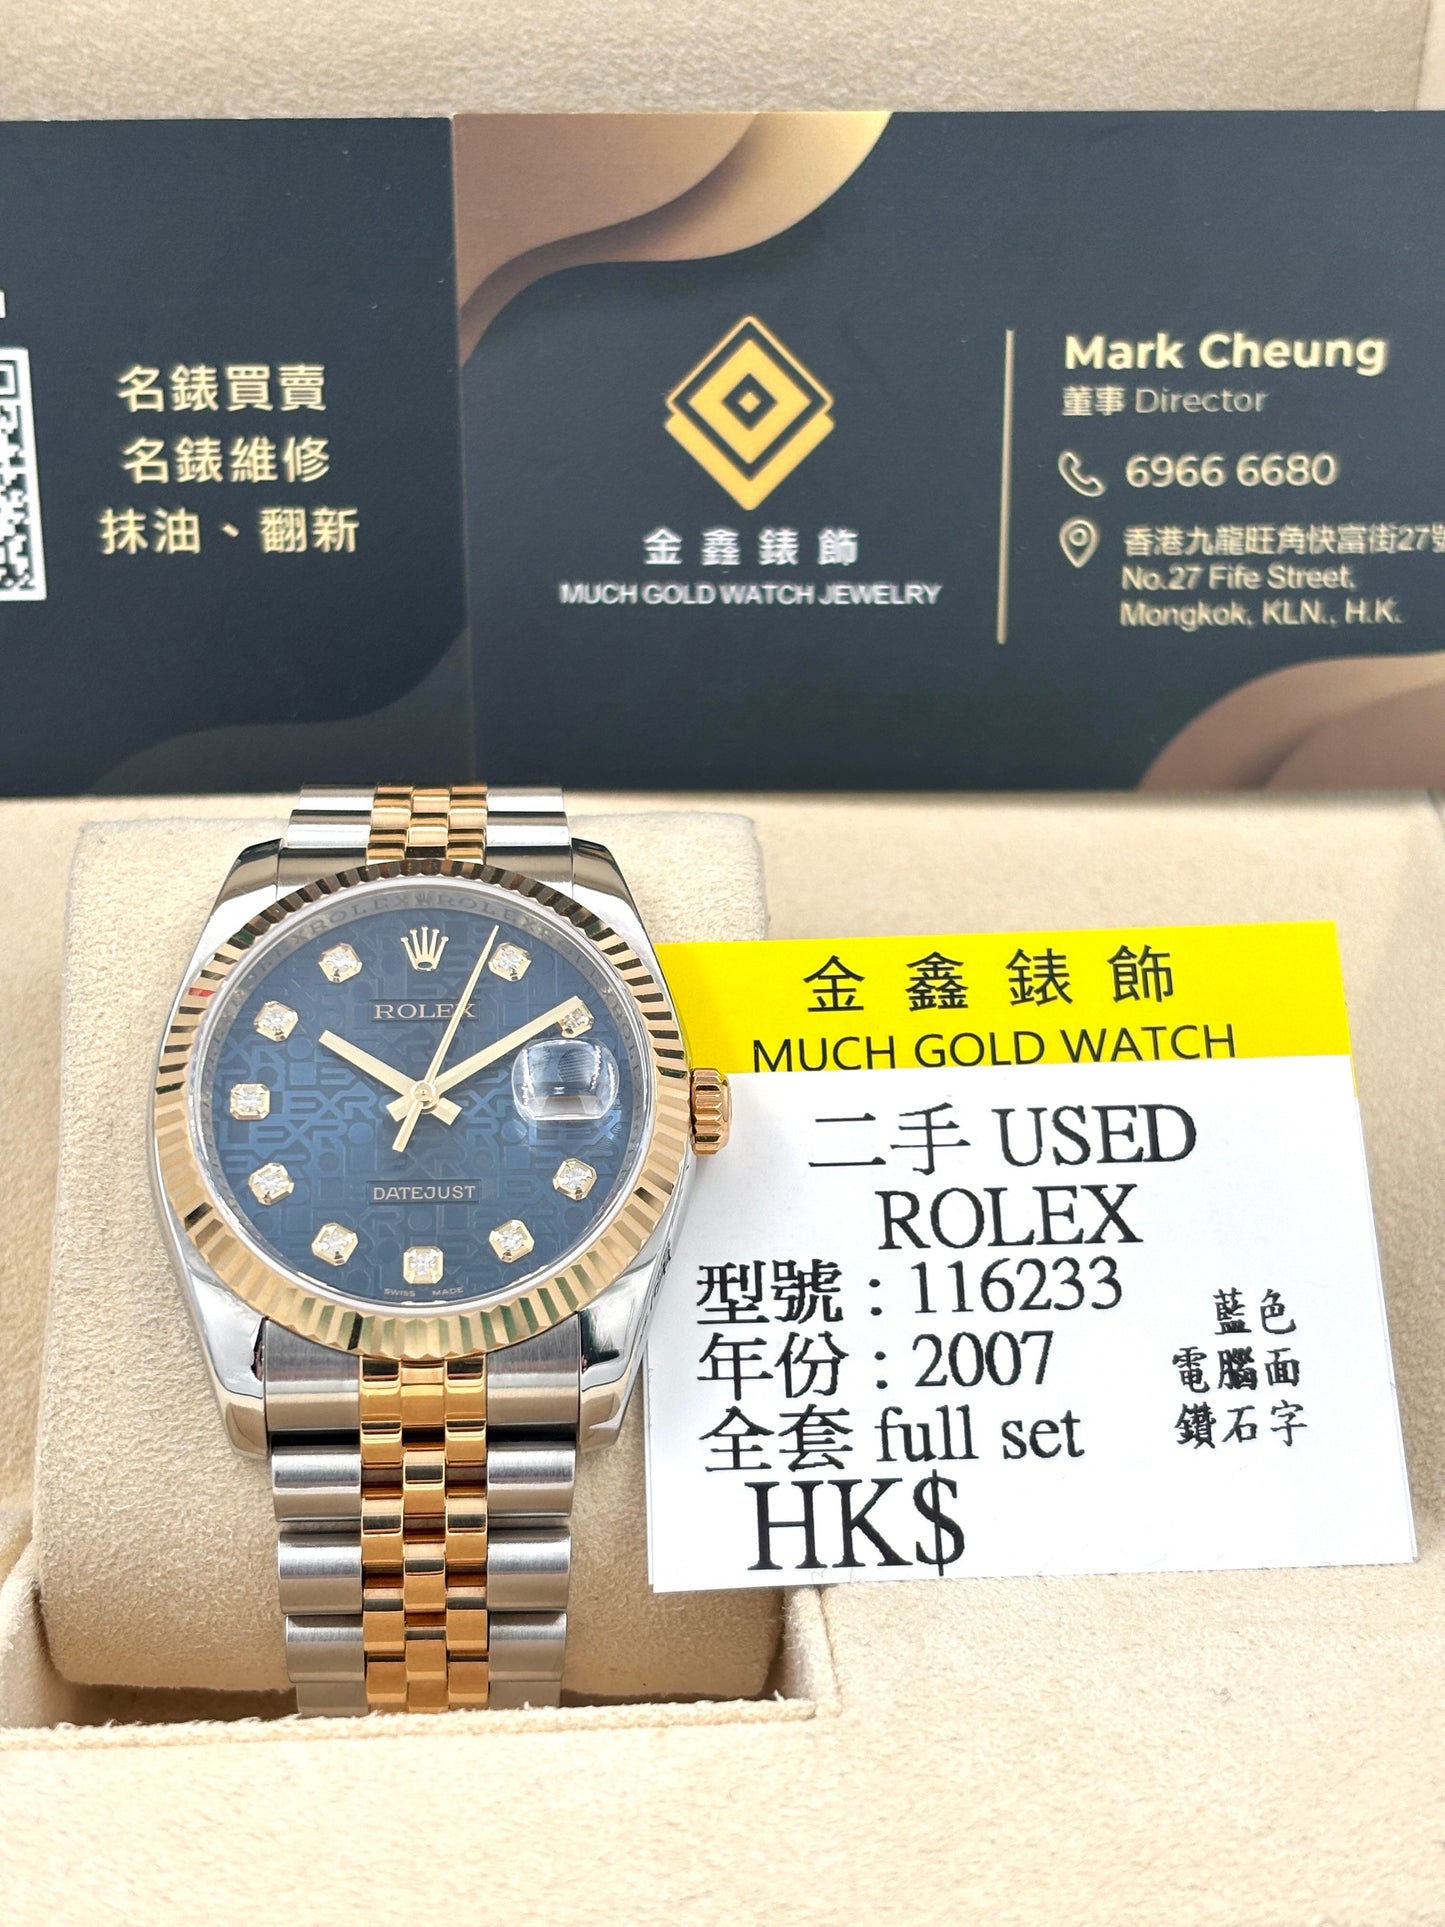 名錶買賣
名錶維修
抹油、翻新
金鑫錶飾
MUCH GOLD WATCH JEWELRY
Mark Cheung
董事 Director
6966 6680
香港九龍旺角快富街27號
No.27 Fife Street,
Mongkok, KLN., H.K.
ROLEX
DATEJUST
SWISS MADE
金鑫錶飾
MUCH GOLD WATCH
二手 USED
ROLEX
型號 : 116233
年份 : 2007
全套 full set
HK$
藍色
電腦面
鑽石字